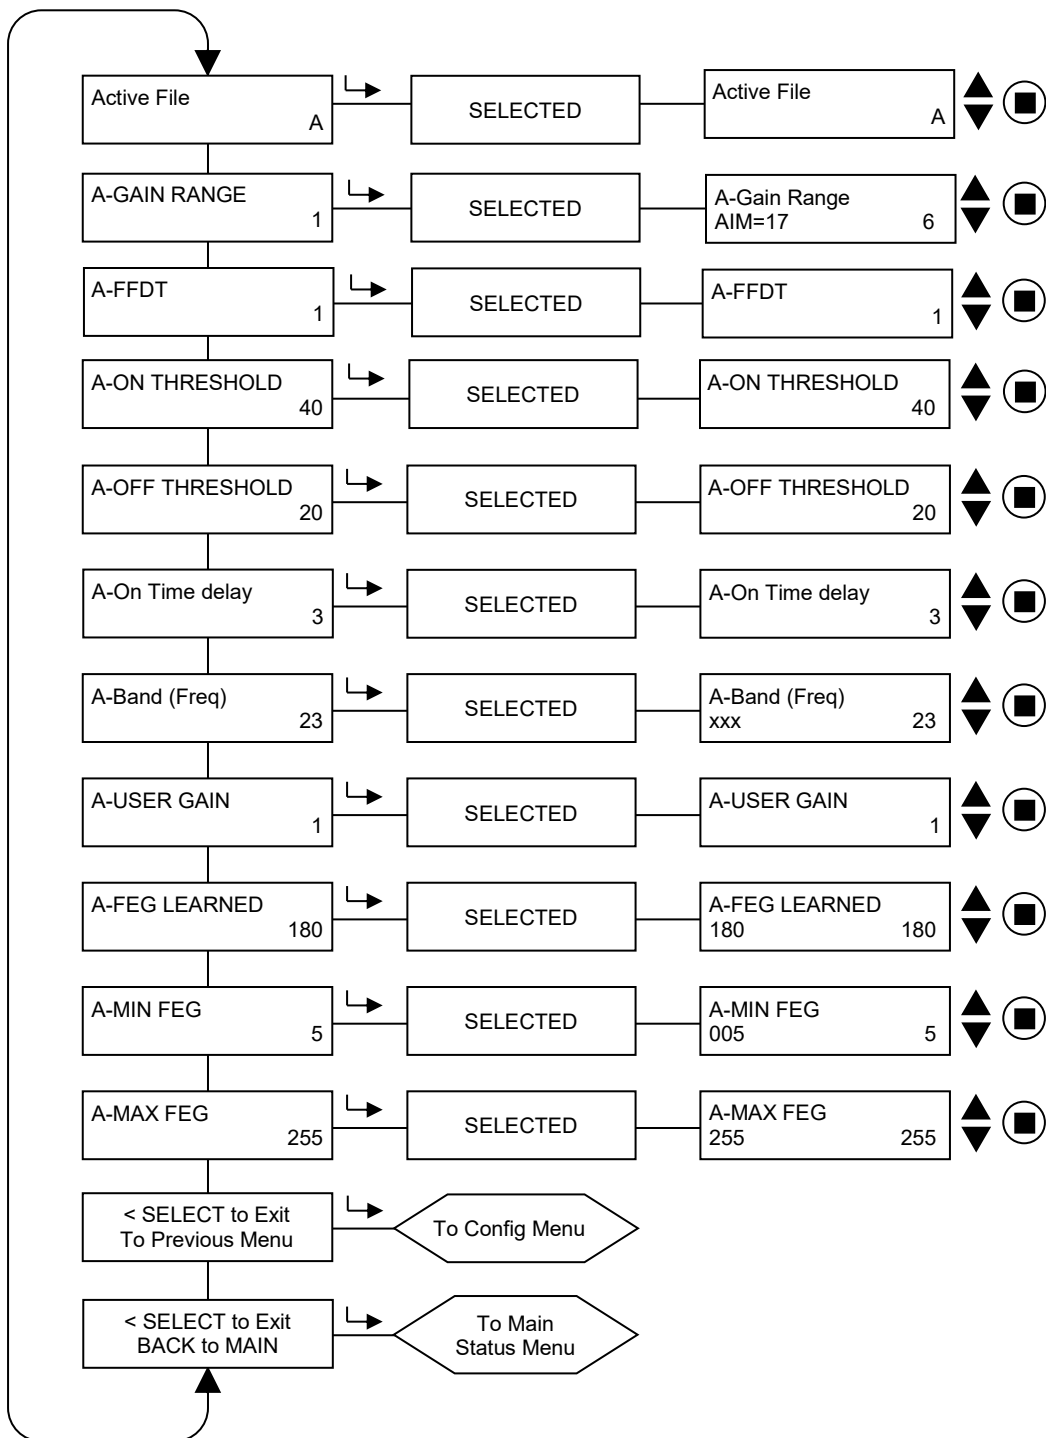 Active File
A
SELECTED
Active File
A
A-GAIN RANGE
1
SELECTED
A-Gain Range
AIM=17 6
A-FFDT
1
SELECTED
A-FFDT
1
A-ON THRESHOLD
40
SELECTED
A-ON THRESHOLD
40
A-OFF THRESHOLD
20
SELECTED
A-OFF THRESHOLD
20
A-On Time delay
3
SELECTED
A-On Time delay
3
A-Band (Freq)
23
SELECTED
A-Band (Freq)
xxx 23
A-USER GAIN
1
SELECTED
A-USER GAIN
1
A-FEG LEARNED
180
SELECTED
A-FEG LEARNED
180 180
A-MIN FEG
5
SELECTED
A-MIN FEG
005 5
A-MAX FEG
255
SELECTED
A-MAX FEG
255 255
< SELECT to Exit
To Previous Menu
To Config Menu
< SELECT to Exit
BACK to MAIN
To Main
Status Menu